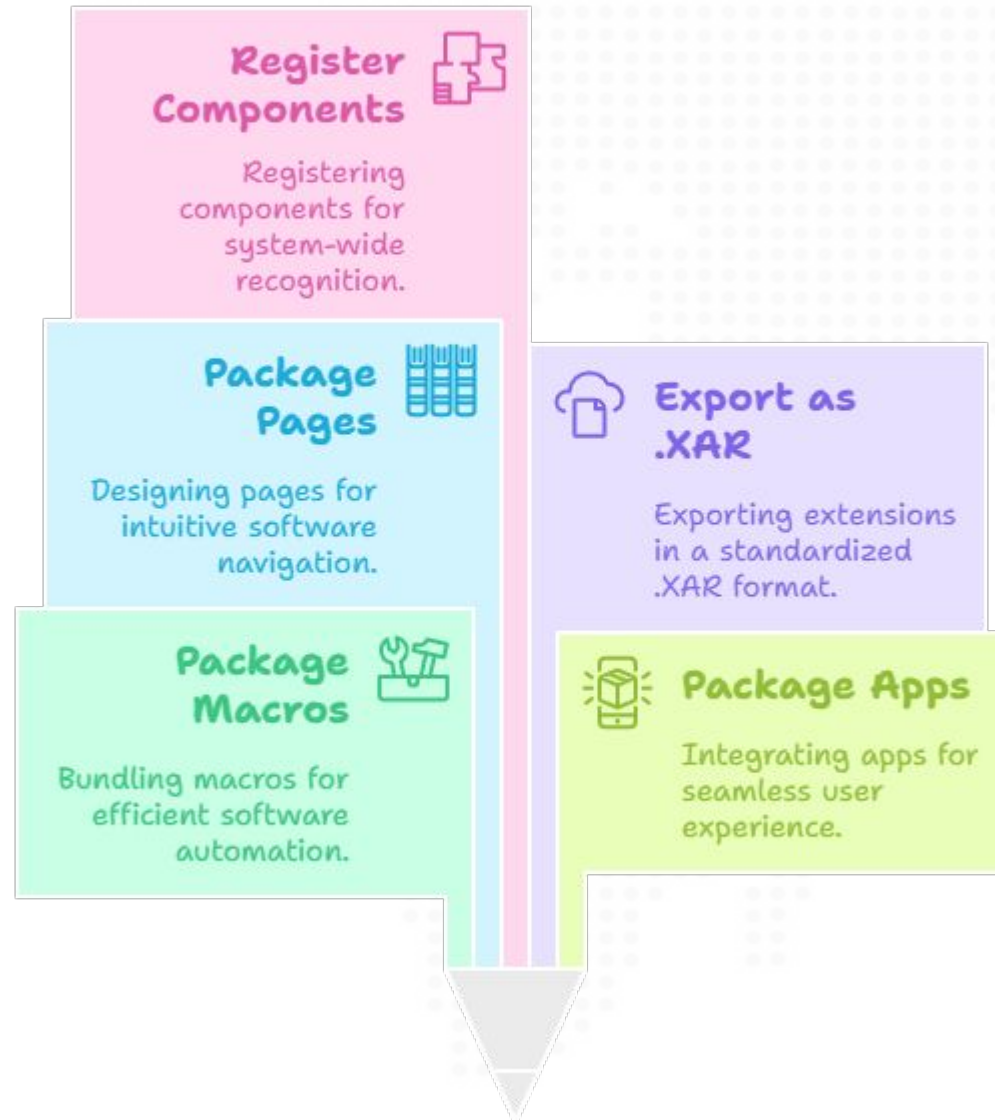 Register
Components
Registering
components for
system-wide
recognition.
Package
Pages
Designing pages for
intuitive software
navigation.
Export as
.XAR
Exporting extensions
in a standardized
.XAR format.
Package
Macros
Bundling macros for
efficient software
automation.
Package Apps
Integrating apps for
seamless user
experience.